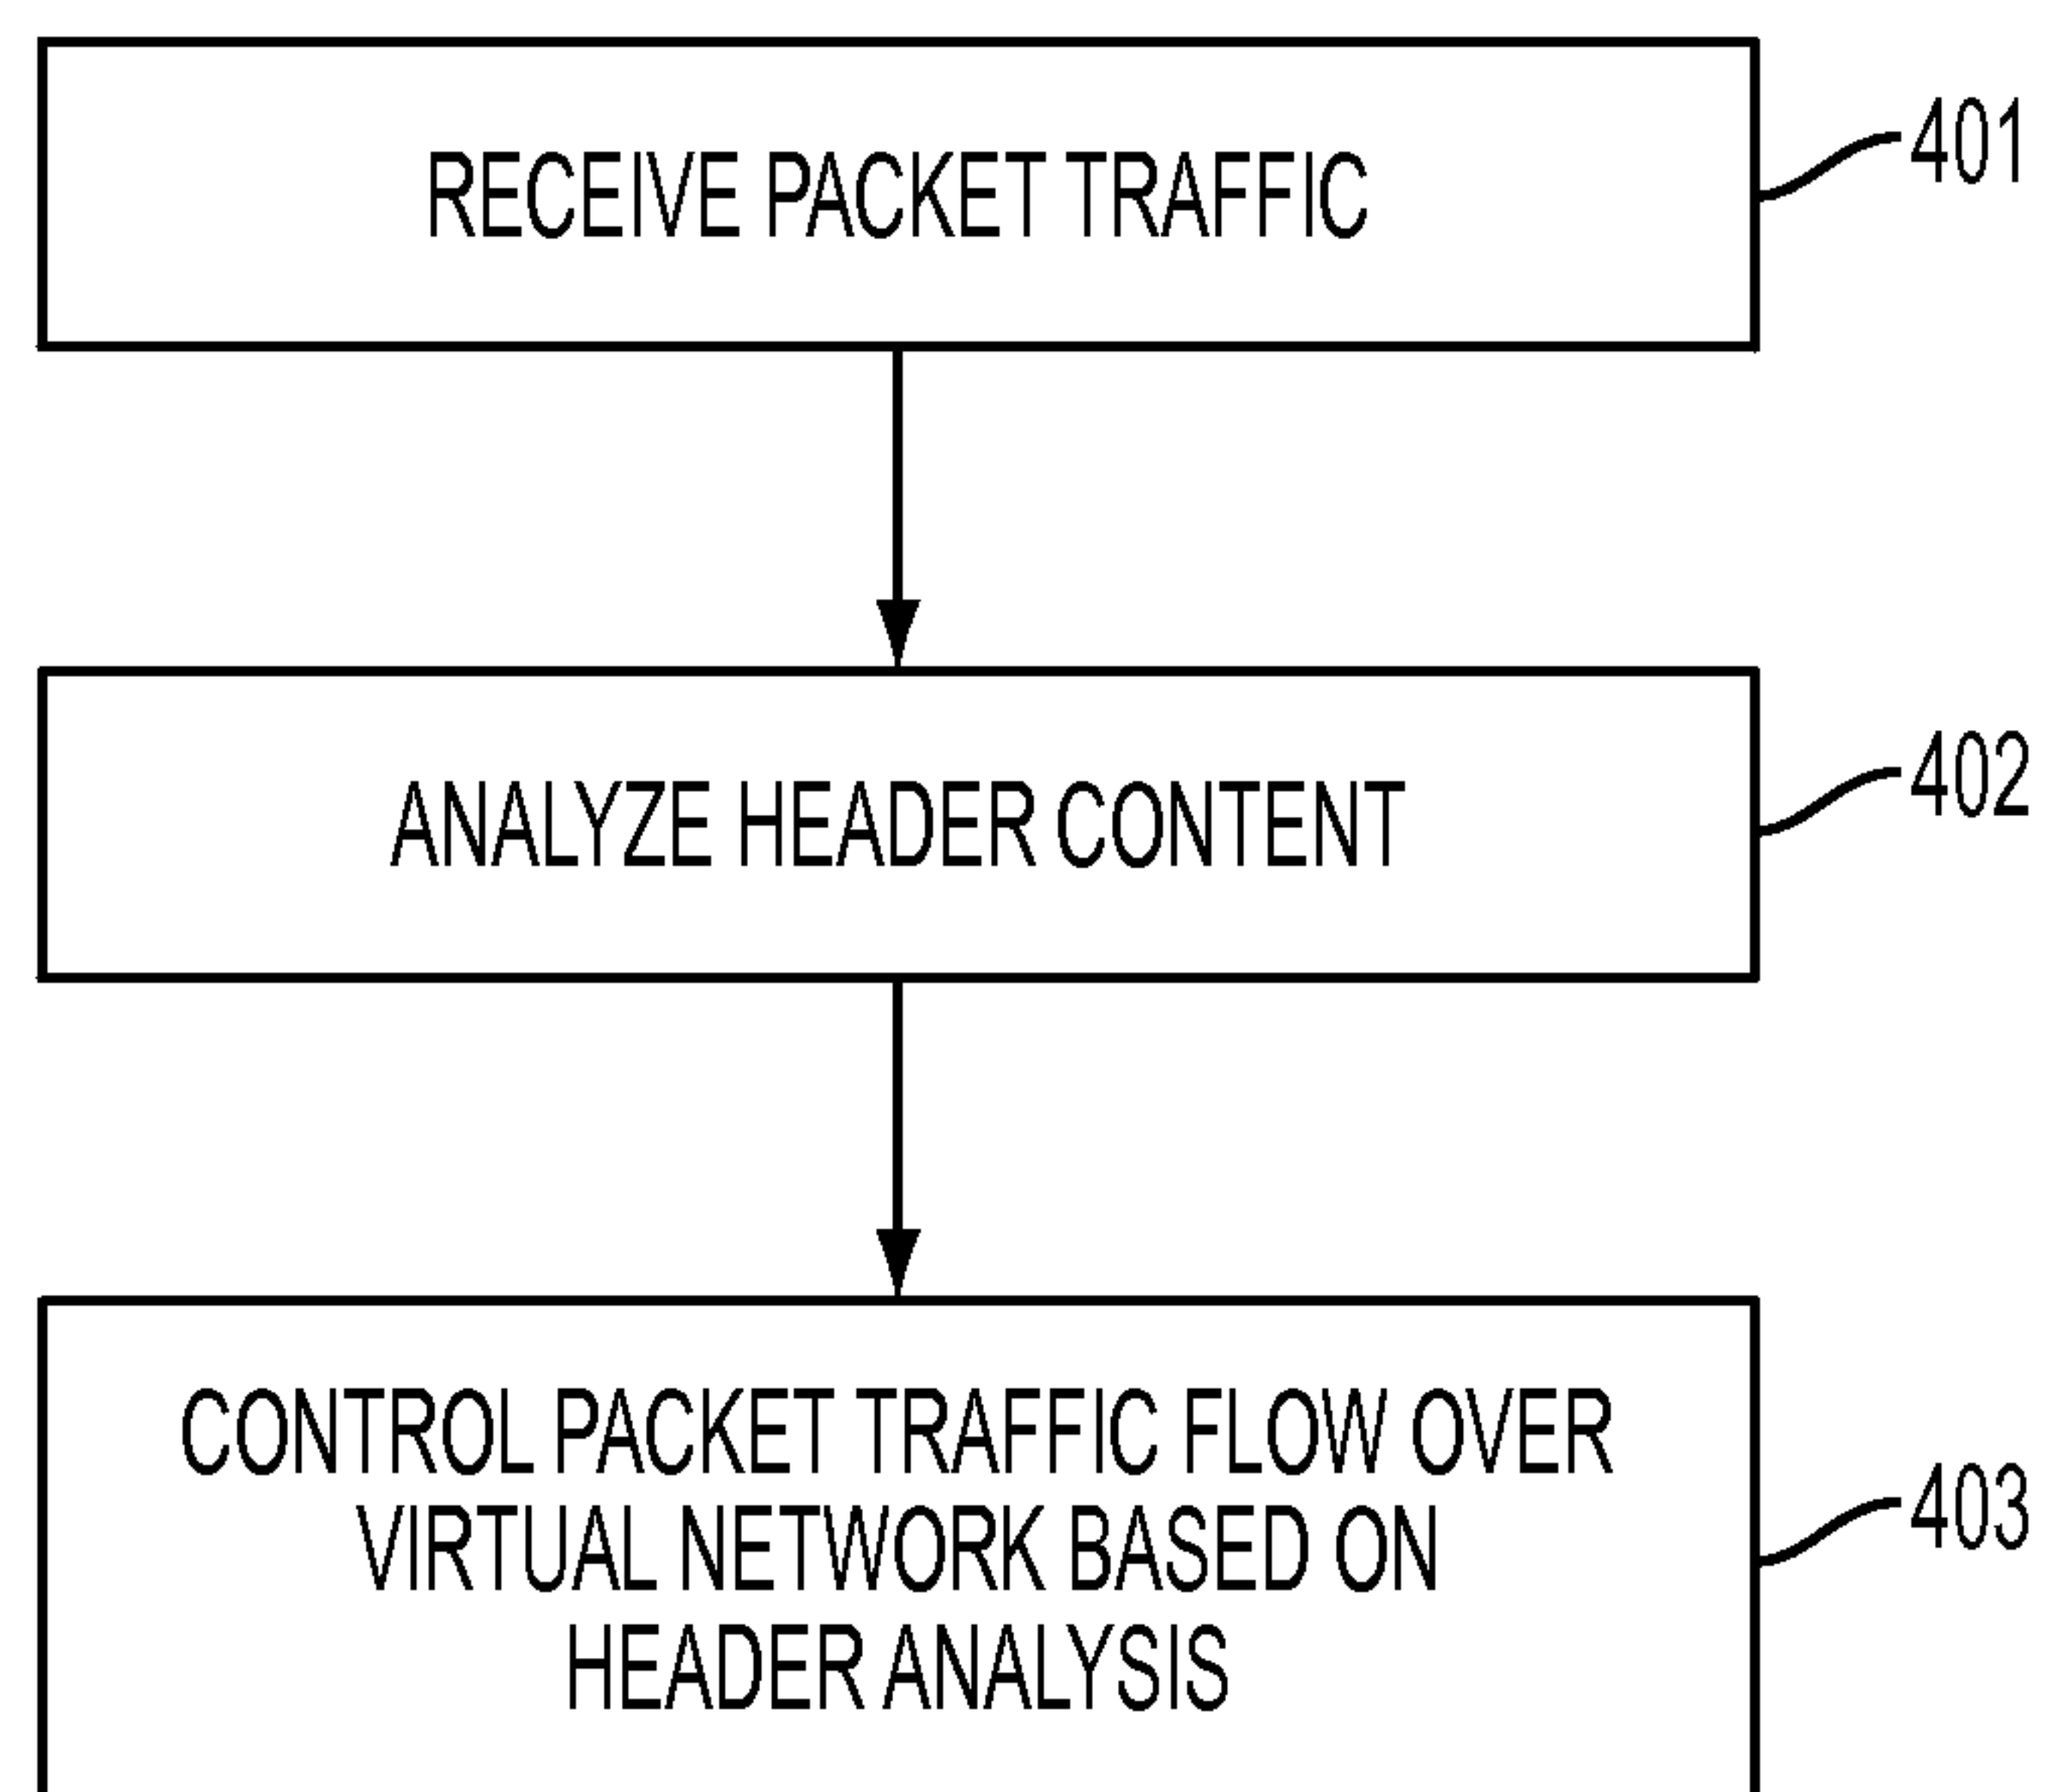 RECEIVE PACKET TRAFFIC
401
ANALYZE HEADER CONTENT
402
CONTROL PACKET TRAFFIC FLOW OVER
VIRTUAL NETWORK BASED ON
HEADER ANALYSIS
403